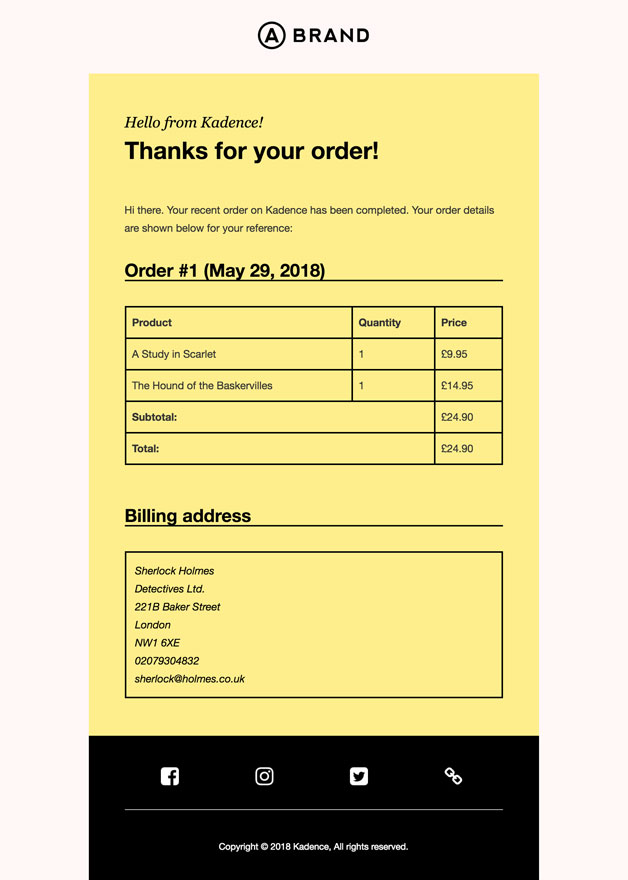 A BRAND
Hello from Kadence!
Thanks for your order!
Hi there. Your recent order on Kadence has been completed. Your order details
are shown below for your reference:
Order #1 (May 29, 2018)
Product Quantity Price
A Study in Scarlet 1 £9.95
The Hound of the Baskervilles 1 £14.95
Subtotal: £24.90
Total: £24.90
Billing address
Sherlock Holmes
Detectives Ltd.
221B Baker Street
London
NW1 6XE
02079304832
sherlock@holmes.co.uk
Copyright © 2018 Kadence, All rights reserved.